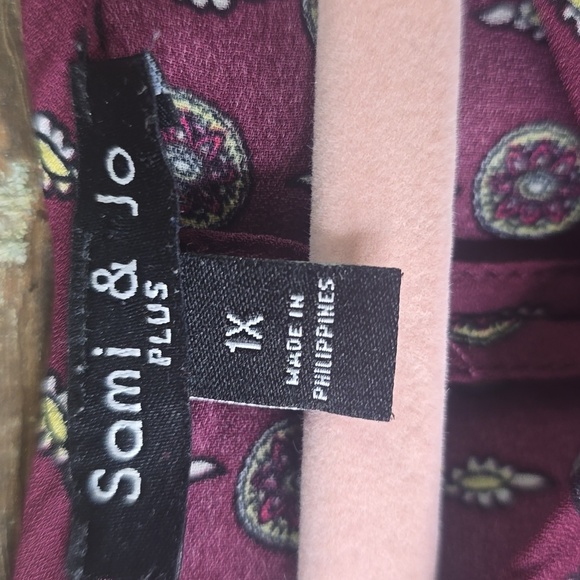 Sami & Jo
PLUS
1X
MADE IN
PHILIPPINES